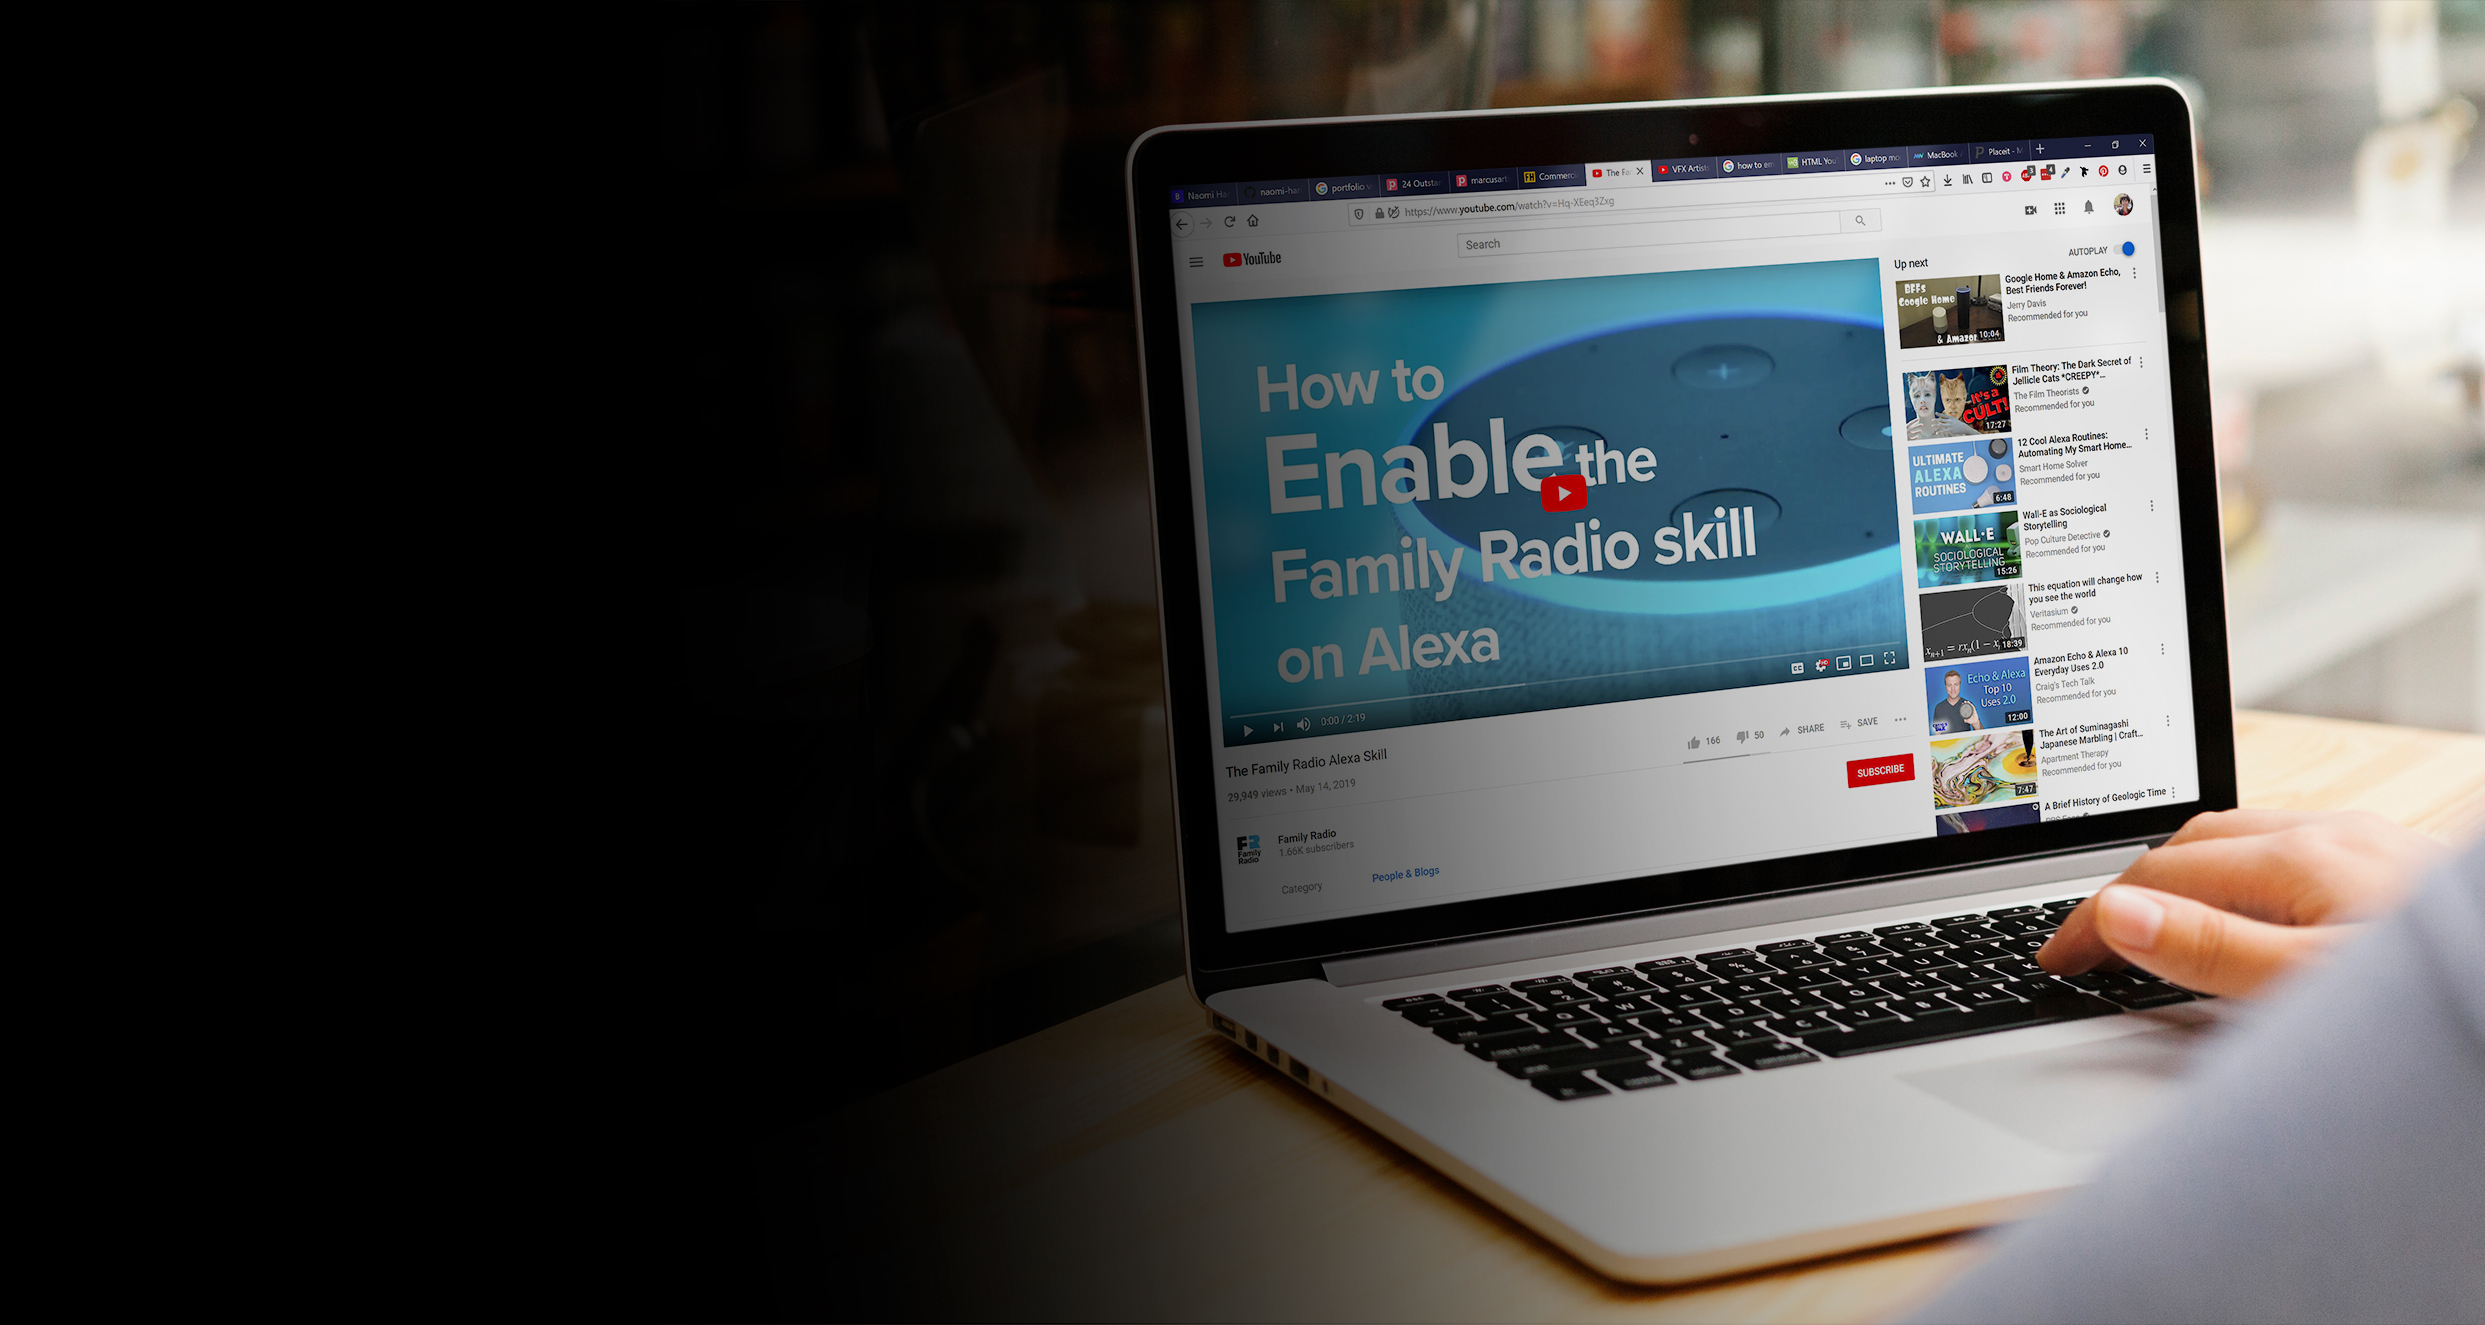 Naomi Ha
naomi-ha
portfolio v
24 Outsta
marcusart
FH Commerc
The Fa
VFX Artist
how to em
HTML You
laptop mo
MacBook
Placeit - M
https://www.youtube.com/watch?v=Hq-XEeq3Zxg
YouTube
Search
How to
Enable the
Family Radio skill
on Alexa
0:00 / 2:19
CC
HD
The Family Radio Alexa Skill
29,949 views • May 14, 2019
166
50
SHARE
SAVE
SUBSCRIBE
FR
Family
Radio
Family Radio
1.66K subscribers
Category
People & Blogs
Up next
AUTOPLAY
BFFs
Google Home
& Amazon
10:04
Google Home & Amazon Echo,
Best Friends Forever!
Jerry Davis
Recommended for you
It's a
CULT!
17:27
Film Theory: The Dark Secret of
Jellicle Cats *CREEPY*...
The Film Theorists
Recommended for you
ULTIMATE
ALEXA
ROUTINES
6:48
12 Cool Alexa Routines:
Automating My Smart Home...
Smart Home Solver
Recommended for you
WALL·E
SOCIOLOGICAL
STORYTELLING
15:26
Wall-E as Sociological
Storytelling
Pop Culture Detective
Recommended for you
18:39
This equation will change how
you see the world
Veritasium
Recommended for you
Echo & Alexa
Top 10
Uses 2.0
12:00
Amazon Echo & Alexa 10
Everyday Uses 2.0
Craig's Tech Talk
Recommended for you
7:47
The Art of Suminagashi
Japanese Marbling | Craft...
Apartment Therapy
Recommended for you
A Brief History of Geologic Time